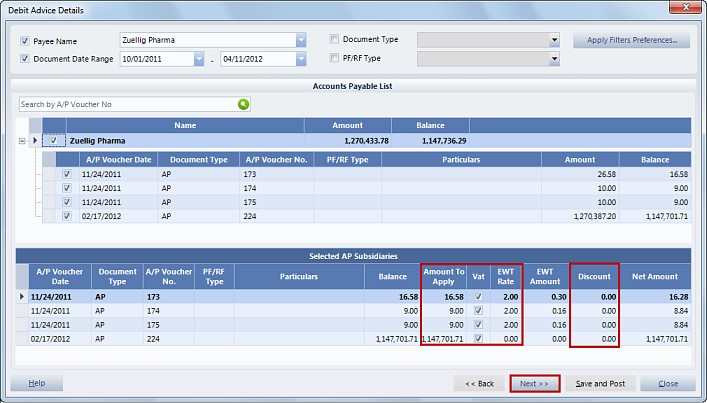 Debit Advice Details
Payee Name Zuellig Pharma Document Type Apply Filters Preferences...
Document Date Range 10/01/2011 - 04/11/2012 PF/RF Type
Accounts Payable List
Search by A/P Voucher No
Name Amount Balance
Zuellig Pharma 1,270,433.78 1,147,736.29
A/P Voucher Date Document Type A/P Voucher No. PF/RF Type Particulars Amount Balance
11/24/2011 AP 173 26.58 16.58
11/24/2011 AP 174 10.00 9.00
11/24/2011 AP 175 10.00 9.00
02/17/2012 AP 224 1,270,387.20 1,147,701.71
Selected AP Subsidiaries
A/P Voucher Date Document Type A/P Voucher No. PF/RF Type Particulars Balance Amount To Apply Vat EWT Rate EWT Amount Discount Net Amount
11/24/2011 AP 173 16.58 16.58 2.00 0.30 0.00 16.28
11/24/2011 AP 174 9.00 9.00 2.00 0.16 0.00 8.84
11/24/2011 AP 175 9.00 9.00 2.00 0.16 0.00 8.84
02/17/2012 AP 224 1,147,701.71 1,147,701.71 0.00 0.00 0.00 1,147,701.71
Help << Back Next >> Save and Post Close